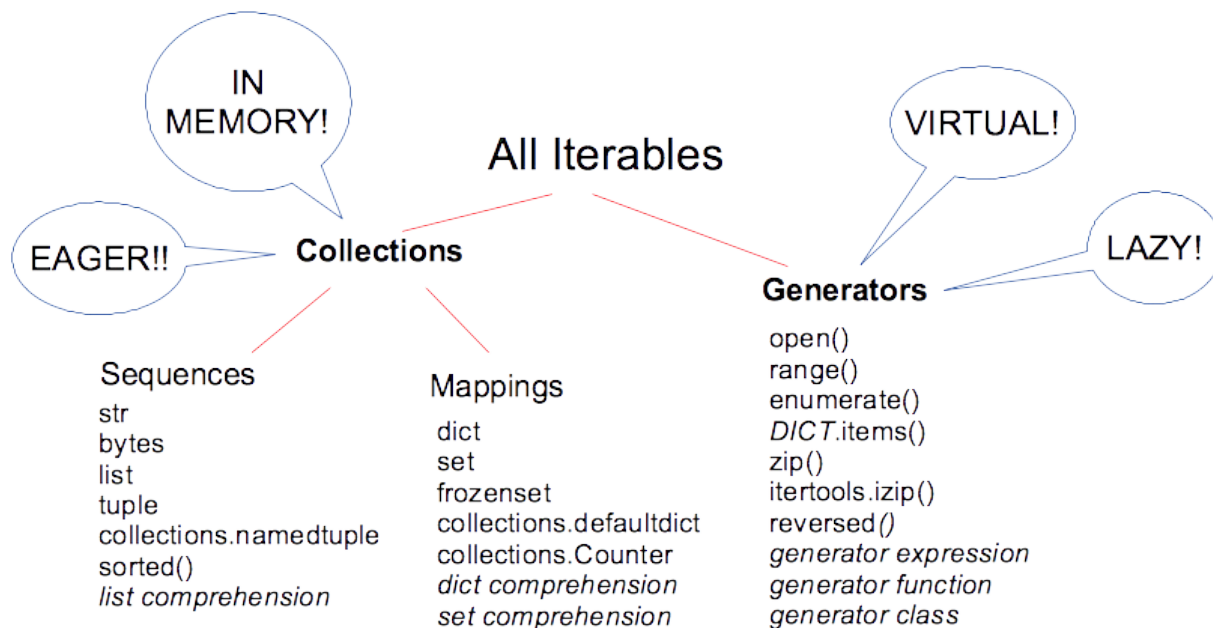 IN
MEMORY!
VIRTUAL!
All Iterables
EAGER!!
Collections
LAZY!
Generators
Sequences
str
bytes
list
tuple
collections.namedtuple
sorted()
list comprehension
Mappings
dict
set
frozenset
collections.defaultdict
collections.Counter
dict comprehension
set comprehension
open()
range()
enumerate()
DICT.items()
zip()
itertools.izip()
reversed()
generator expression
generator function
generator class